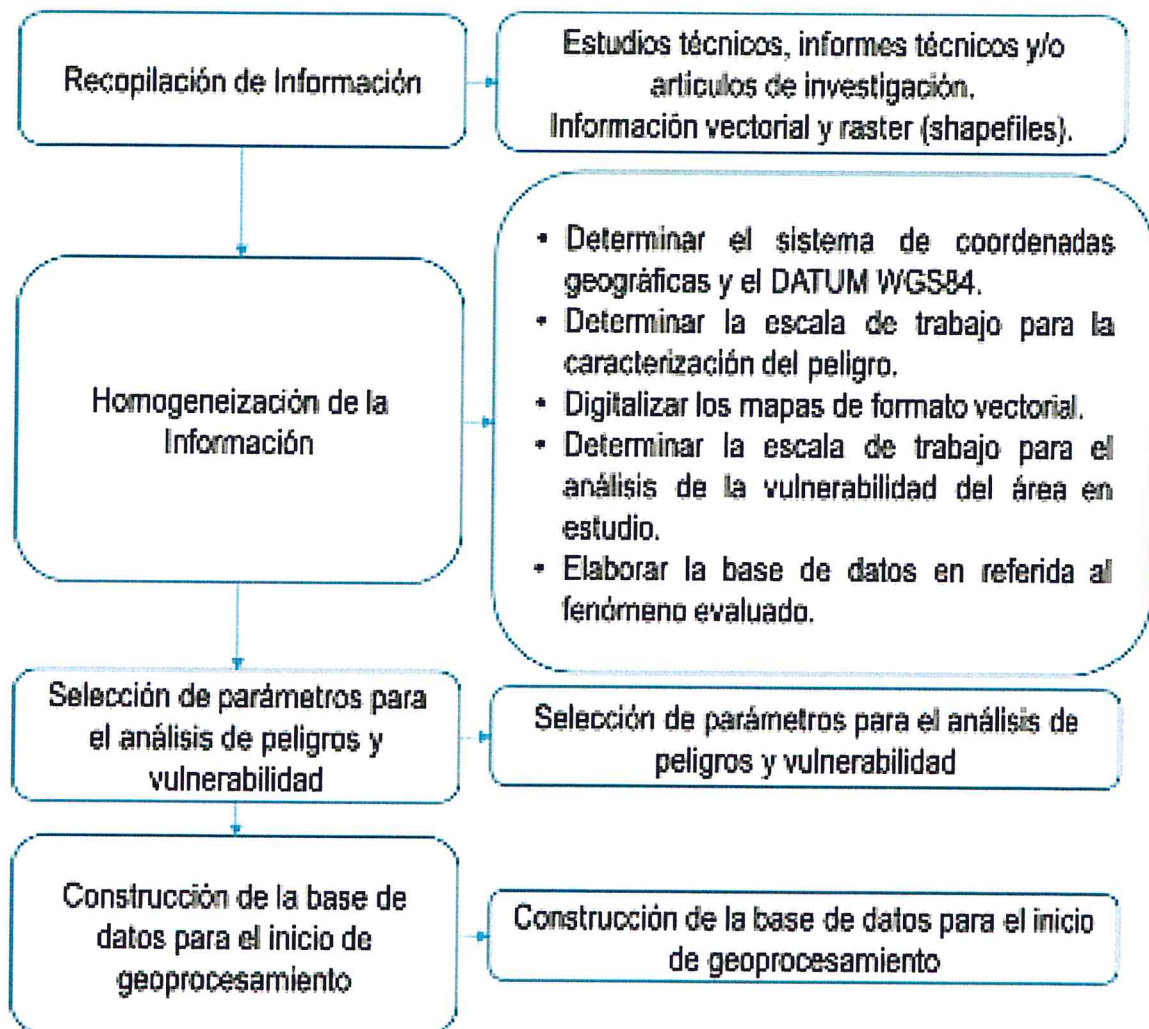 Recopilación de Información
Estudios técnicos, informes técnicos y/o
artículos de investigación.
Información vectorial y raster (shapefiles).
Homogeneización de la
Información
• Determinar el sistema de coordenadas
geográficas y el DATUM WGS84.
• Determinar la escala de trabajo para la
caracterización del peligro.
• Digitalizar los mapas de formato vectorial.
• Determinar la escala de trabajo para el
análisis de la vulnerabilidad del área en
estudio.
• Elaborar la base de datos en referida al
fenómeno evaluado.
Selección de parámetros para
el análisis de peligros y
vulnerabilidad
Selección de parámetros para el análisis de
peligros y vulnerabilidad
Construcción de la base de
datos para el inicio de
geoprocesamiento
Construcción de la base de datos para el inicio
de geoprocesamiento